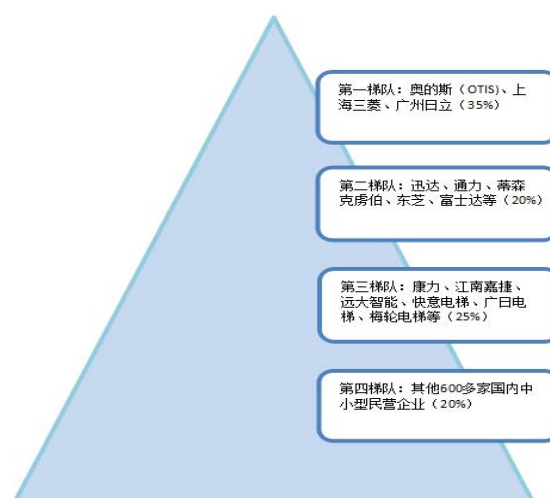 第一梯队：奥的斯（OTIS)、上
海三菱、广州日立（35%）
第二梯队：迅达、通力、蒂森
克虏伯、东芝、富士达等（20%）
第三梯队：康力、江南嘉捷、
远大智能、快意电梯、广日电
梯、梅轮电梯等（25%）
第四梯队：其他600多家国内中
小型民营企业（20%）